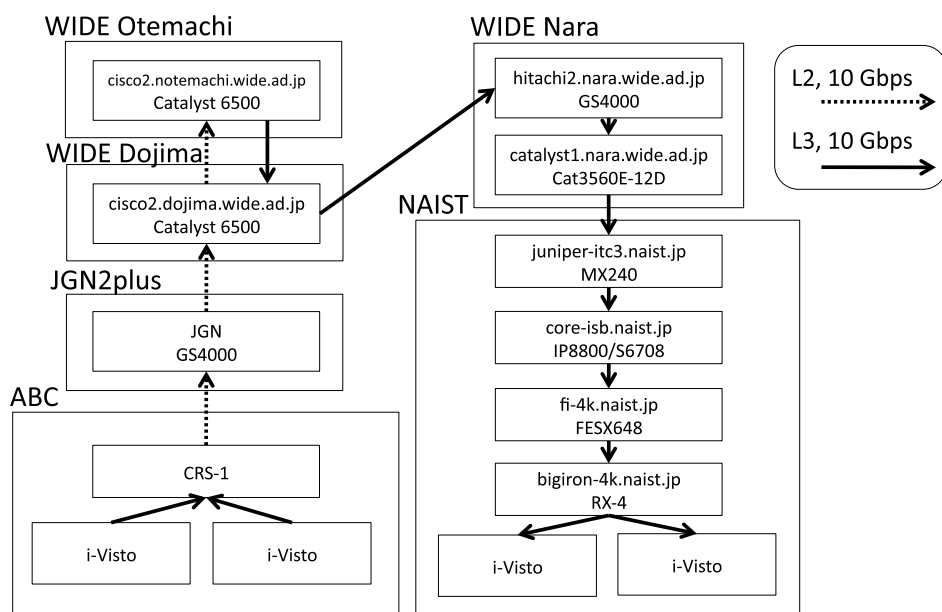 WIDE Otemachi
cisco2.notemachi.wide.ad.jp
Catalyst 6500
WIDE Dojima
cisco2.dojima.wide.ad.jp
Catalyst 6500
JGN2plus
JGN
GS4000
ABC
CRS-1
i-Visto
i-Visto
WIDE Nara
hitachi2.nara.wide.ad.jp
GS4000
catalyst1.nara.wide.ad.jp
Cat3560E-12D
NAIST
juniper-itc3.naist.jp
MX240
core-isb.naist.jp
IP8800/S6708
fi-4k.naist.jp
FESX648
bigiron-4k.naist.jp
RX-4
i-Visto
i-Visto
L2, 10 Gbps
L3, 10 Gbps